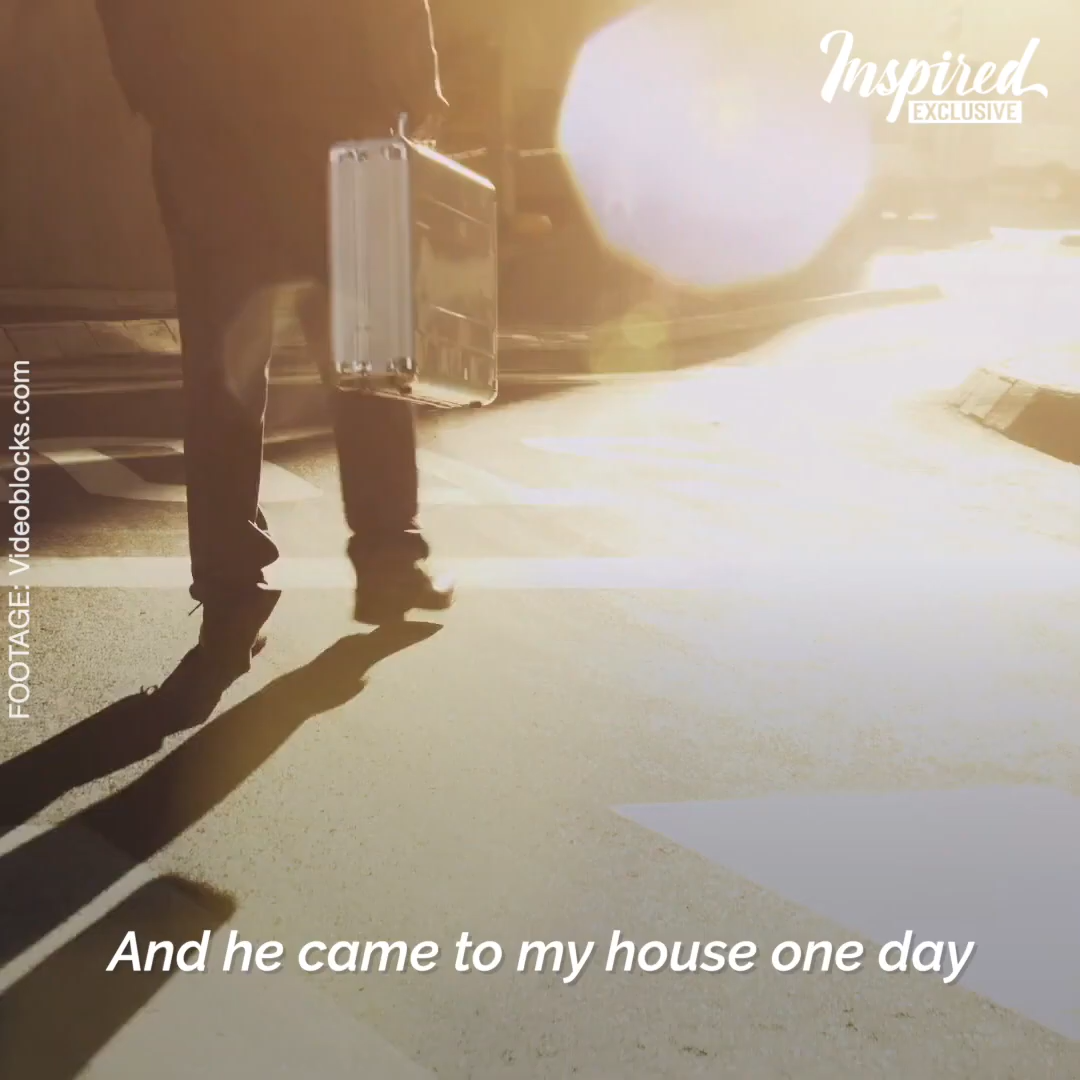 Inspired
EXCLUSIVE
FOOTAGE: Videoblocks.com
And he came to my house one day